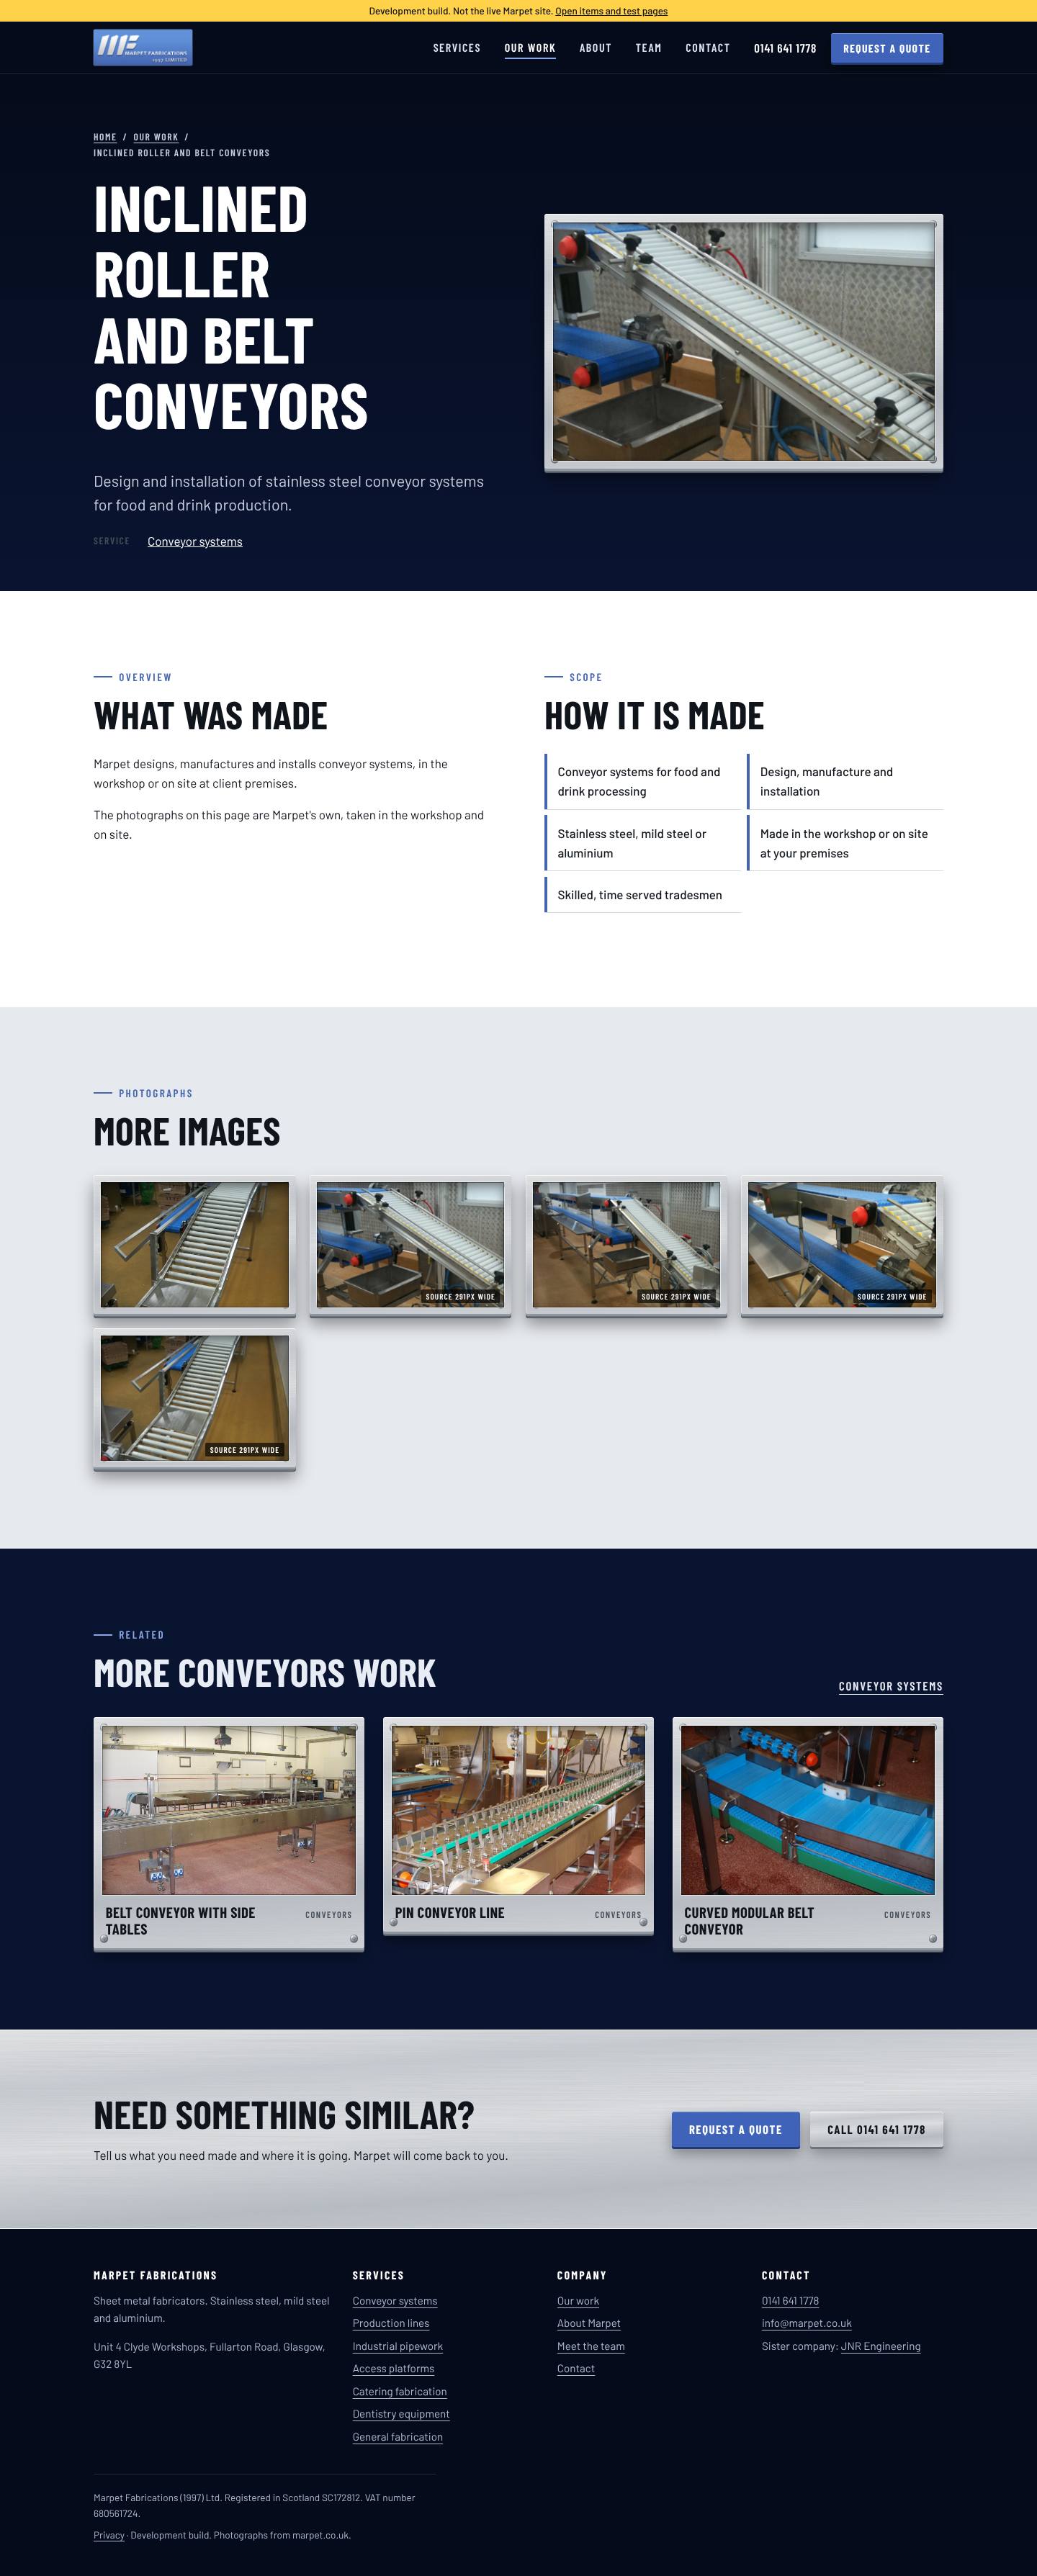 Development build. Not the live Marpet site. Open items and test pages
MF MARPET FABRICATIONS
1997 LIMITED
SERVICES OUR WORK ABOUT TEAM CONTACT 0141 641 1778 REQUEST A QUOTE
HOME / OUR WORK /
INCLINED ROLLER AND BELT CONVEYORS
INCLINED
ROLLER
AND BELT
CONVEYORS
Design and installation of stainless steel conveyor systems
for food and drink production.
SERVICE Conveyor systems
OVERVIEW
WHAT WAS MADE
Marpet designs, manufactures and installs conveyor systems, in the
workshop or on site at client premises.
The photographs on this page are Marpet's own, taken in the workshop and
on site.
SCOPE
HOW IT IS MADE
Conveyor systems for food and
drink processing
Design, manufacture and
installation
Stainless steel, mild steel or
aluminium
Made in the workshop or on site
at your premises
Skilled, time served tradesmen
PHOTOGRAPHS
MORE IMAGES
SOURCE 291PX WIDE
SOURCE 291PX WIDE
SOURCE 291PX WIDE
SOURCE 291PX WIDE
RELATED
MORE CONVEYORS WORK
CONVEYOR SYSTEMS
BELT CONVEYOR WITH SIDE
TABLES
CONVEYORS
PIN CONVEYOR LINE
CONVEYORS
CURVED MODULAR BELT
CONVEYOR
CONVEYORS
NEED SOMETHING SIMILAR?
Tell us what you need made and where it is going. Marpet will come back to you.
REQUEST A QUOTE
CALL 0141 641 1778
MARPET FABRICATIONS
Sheet metal fabricators. Stainless steel, mild steel
and aluminium.
Unit 4 Clyde Workshops, Fullarton Road, Glasgow,
G32 8YL
SERVICES
Conveyor systems
Production lines
Industrial pipework
Access platforms
Catering fabrication
Dentistry equipment
General fabrication
COMPANY
Our work
About Marpet
Meet the team
Contact
CONTACT
0141 641 1778
info@marpet.co.uk
Sister company: JNR Engineering
Marpet Fabrications (1997) Ltd. Registered in Scotland SC172812. VAT number
680561724.
Privacy · Development build. Photographs from marpet.co.uk.